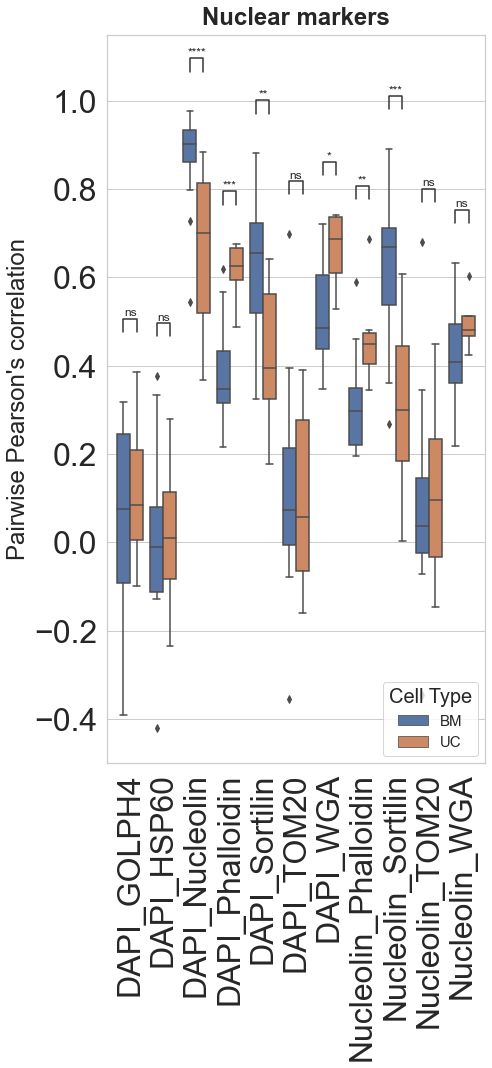 Nuclear markers
Pairwise Pearson's correlation
1.0
0.8
0.6
0.4
0.2
0.0
−0.2
−0.4
ns
ns
****
***
**
ns
*
**
***
ns
ns
Cell Type
BM
UC
DAPI_GOLPH4
DAPI_HSP60
DAPI_Nucleolin
DAPI_Phalloidin
DAPI_Sortilin
DAPI_TOM20
DAPI_WGA
Nucleolin_Phalloidin
Nucleolin_Sortilin
Nucleolin_TOM20
Nucleolin_WGA